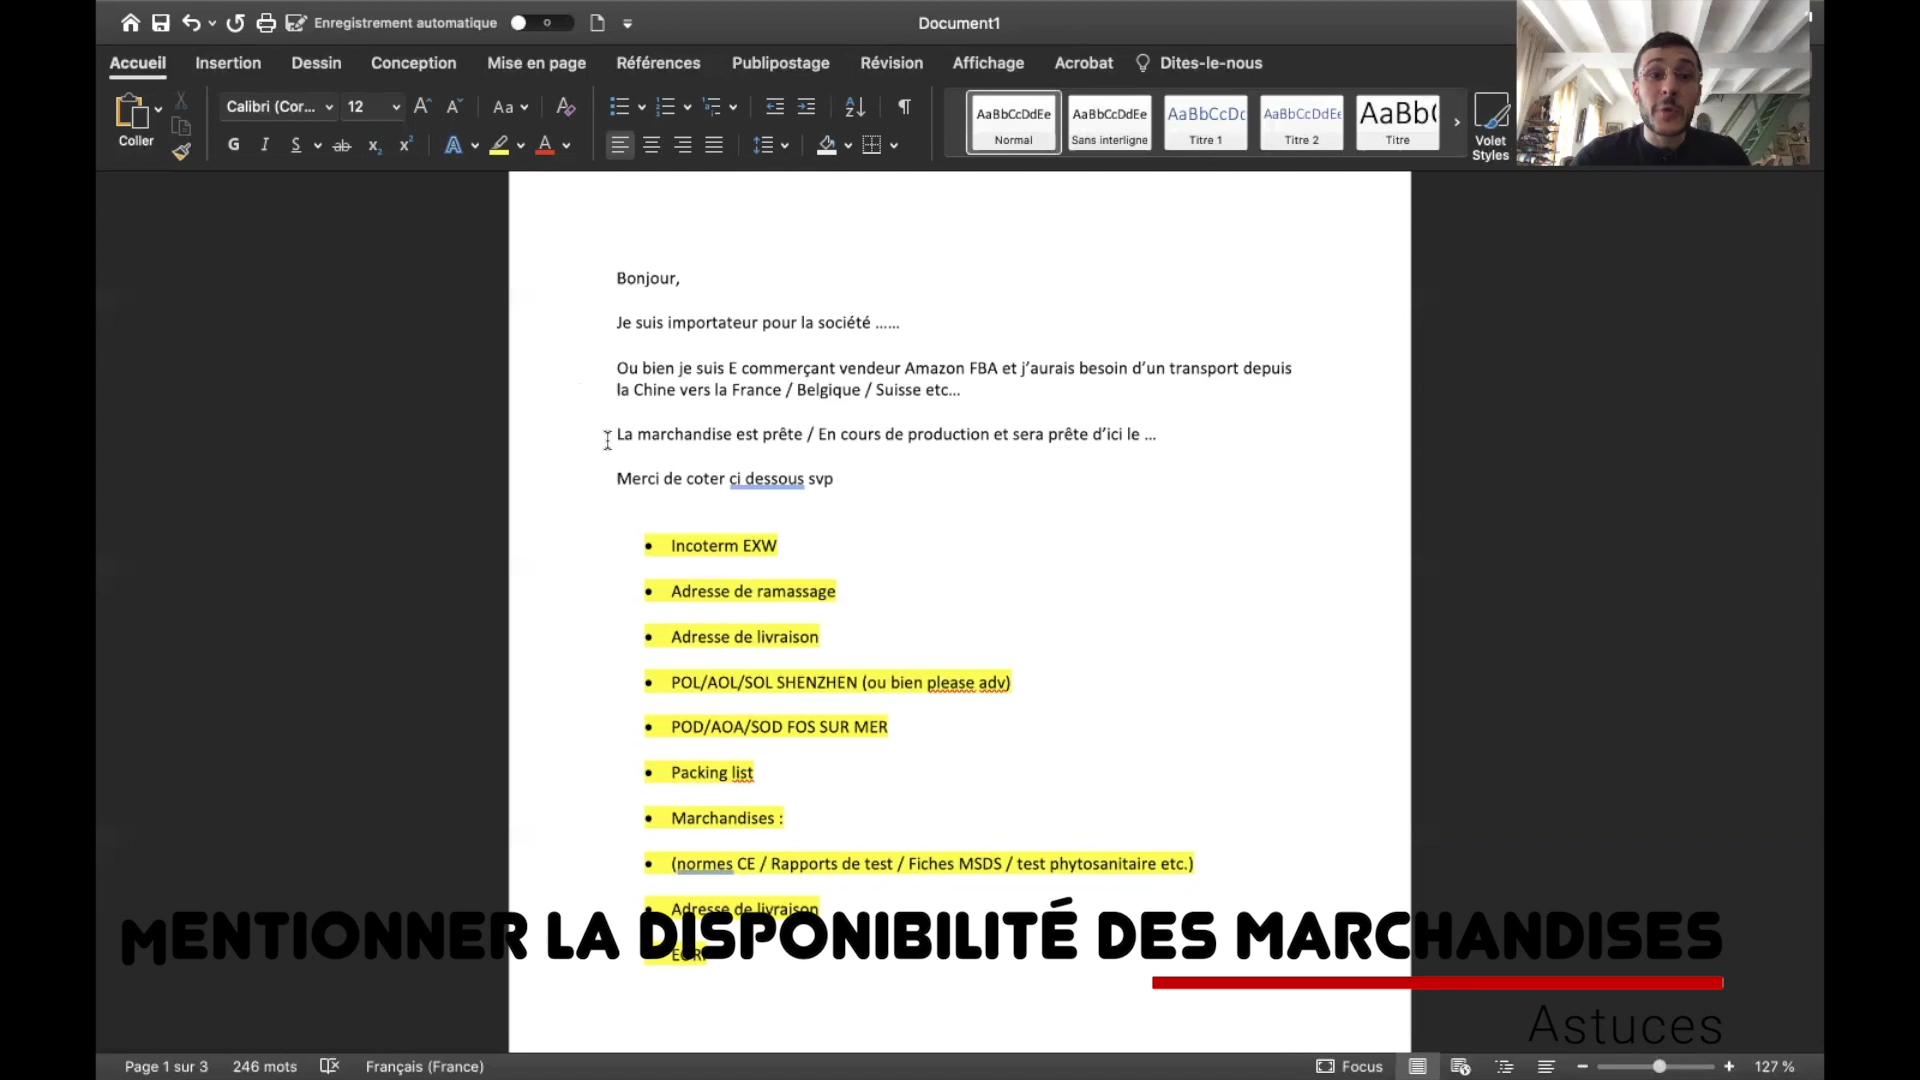 Enregistrement automatique
Document1
Accueil Insertion Dessin Conception Mise en page Références Publipostage Révision Affichage Acrobat Dites-le-nous
Coller
Calibri (Cor... 12
Aa
G I S ab x₂ x²
A A
AaBbCcDdEe
Normal
AaBbCcDdEe
Sans interligne
AaBbCcDc
Titre 1
AaBbCcDdEe
Titre 2
AaBb(
Titre
Volet
Styles
Bonjour,
Je suis importateur pour la société ……
Ou bien je suis E commerçant vendeur Amazon FBA et j’aurais besoin d’un transport depuis
la Chine vers la France / Belgique / Suisse etc…
La marchandise est prête / En cours de production et sera prête d’ici le …
Merci de coter ci dessous svp
• Incoterm EXW
• Adresse de ramassage
• Adresse de livraison
• POL/AOL/SOL SHENZHEN (ou bien please adv)
• POD/AOA/SOD FOS SUR MER
• Packing list
• Marchandises :
• (normes CE / Rapports de test / Fiches MSDS / test phytosanitaire etc.)
• Adresse de livraison
MENTIONNER LA DISPONIBILITÉ DES MARCHANDISES
Astuces
Page 1 sur 3 246 mots Français (France) Focus 127 %